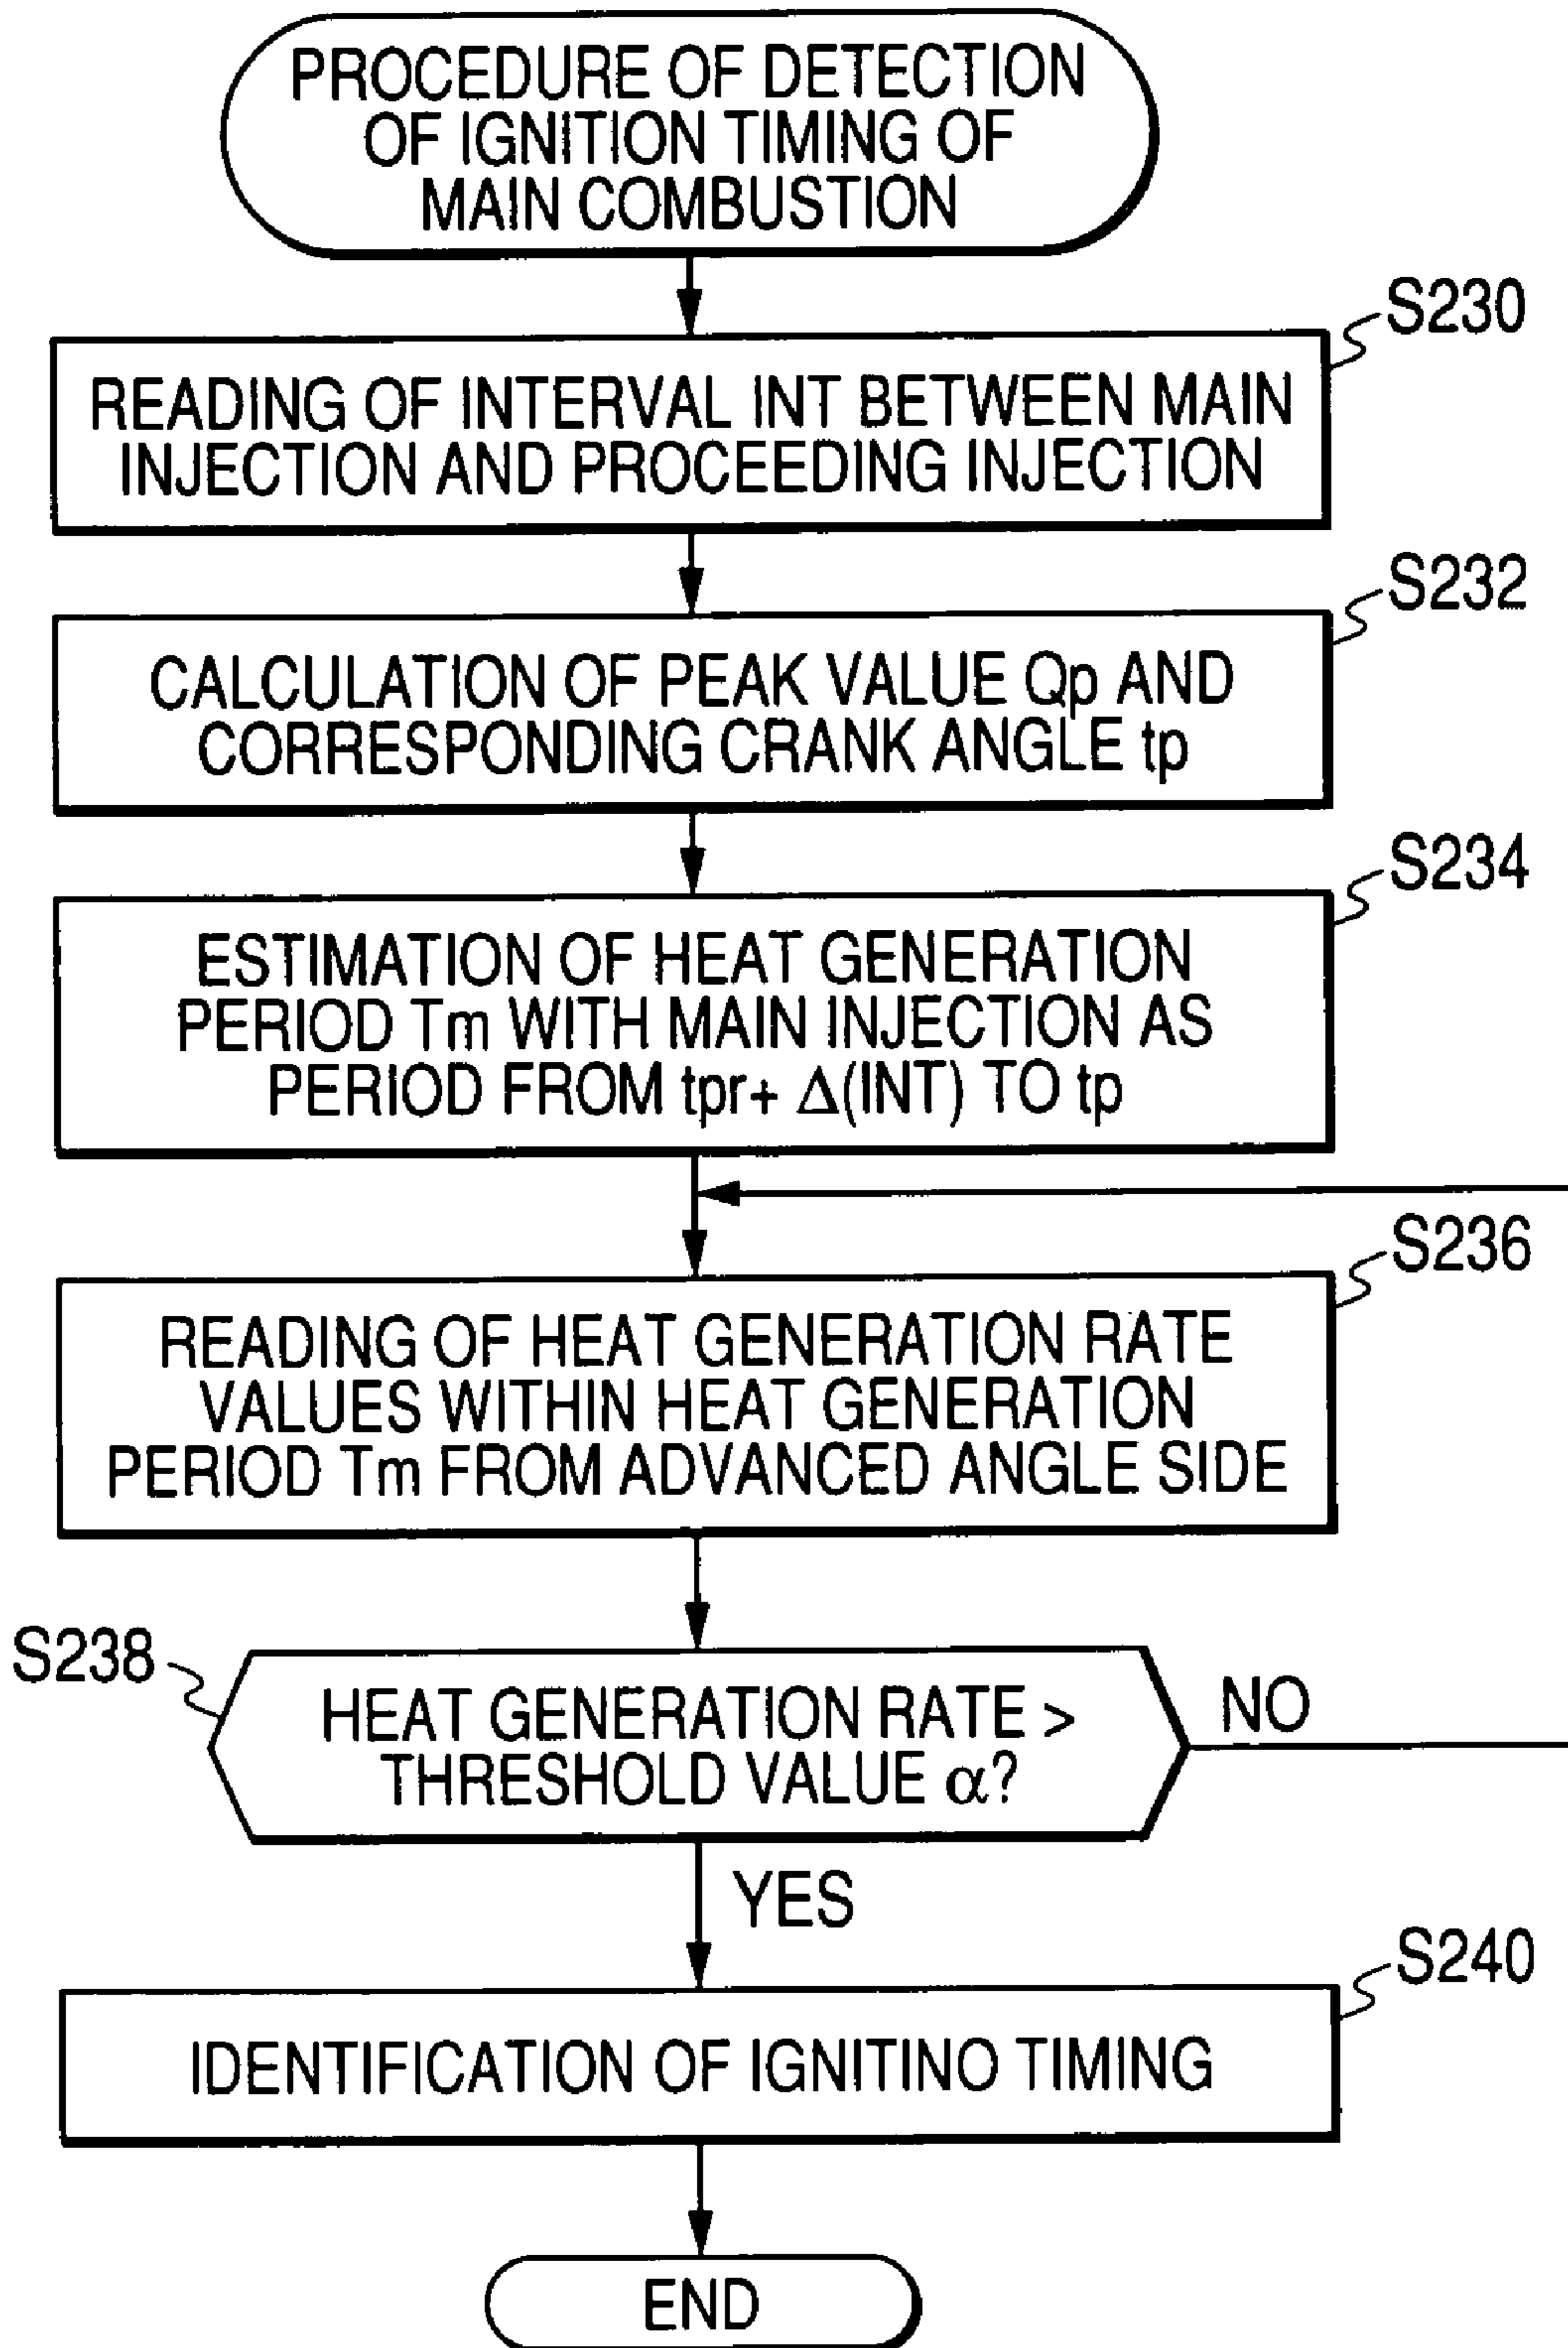 PROCEDURE OF DETECTION
OF IGNITION TIMING OF
MAIN COMBUSTION
S230
READING OF INTERVAL INT BETWEEN MAIN
INJECTION AND PROCEEDING INJECTION
S232
CALCULATION OF PEAK VALUE Qp AND
CORRESPONDING CRANK ANGLE tp
S234
ESTIMATION OF HEAT GENERATION
PERIOD Tm WITH MAIN INJECTION AS
PERIOD FROM tpr+ Δ(INT) TO tp
S236
READING OF HEAT GENERATION RATE
VALUES WITHIN HEAT GENERATION
PERIOD Tm FROM ADVANCED ANGLE SIDE
S238
HEAT GENERATION RATE >
THRESHOLD VALUE α?
NO
YES
S240
IDENTIFICATION OF IGNITINO TIMING
END